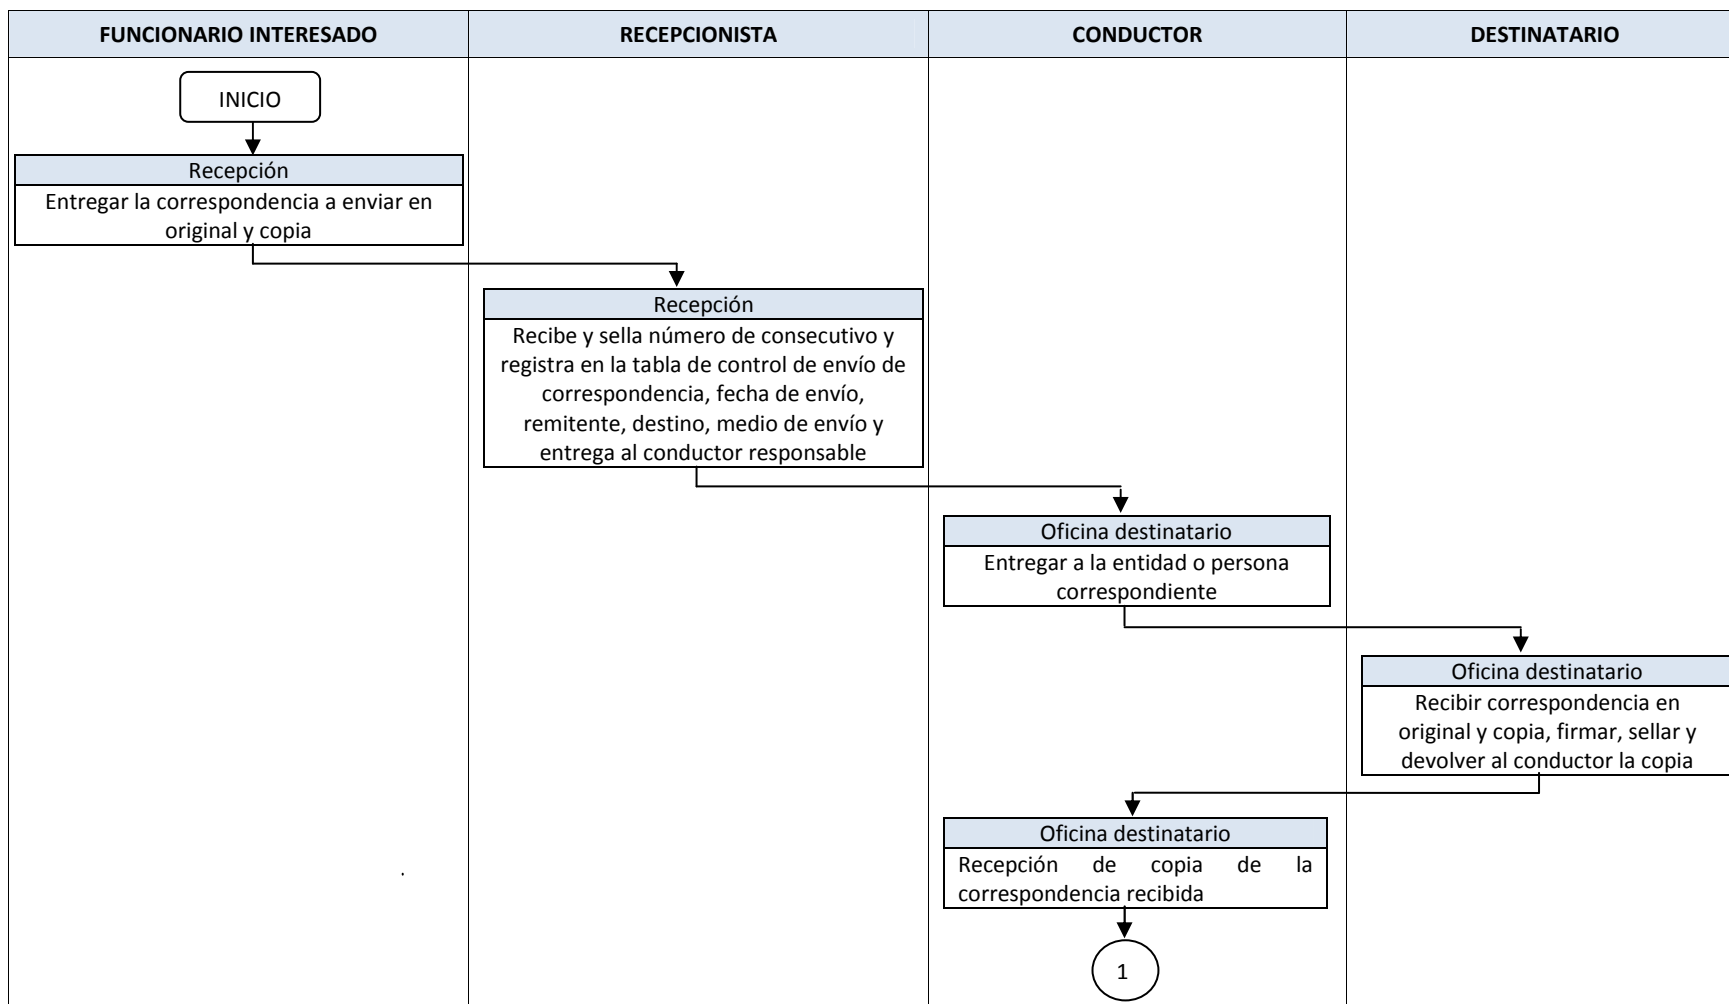 FUNCIONARIO INTERESADO
RECEPCIONISTA
CONDUCTOR
DESTINATARIO
INICIO
Recepción
Entregar la correspondencia a enviar en
original y copia
Recepción
Recibe y sella número de consecutivo y
registra en la tabla de control de envío de
correspondencia, fecha de envío,
remitente, destino, medio de envío y
entrega al conductor responsable
Oficina destinatario
Entregar a la entidad o persona
correspondiente
Oficina destinatario
Recibir correspondencia en
original y copia, firmar, sellar y
devolver al conductor la copia
Oficina destinatario
Recepción de copia de la
correspondencia recibida
1